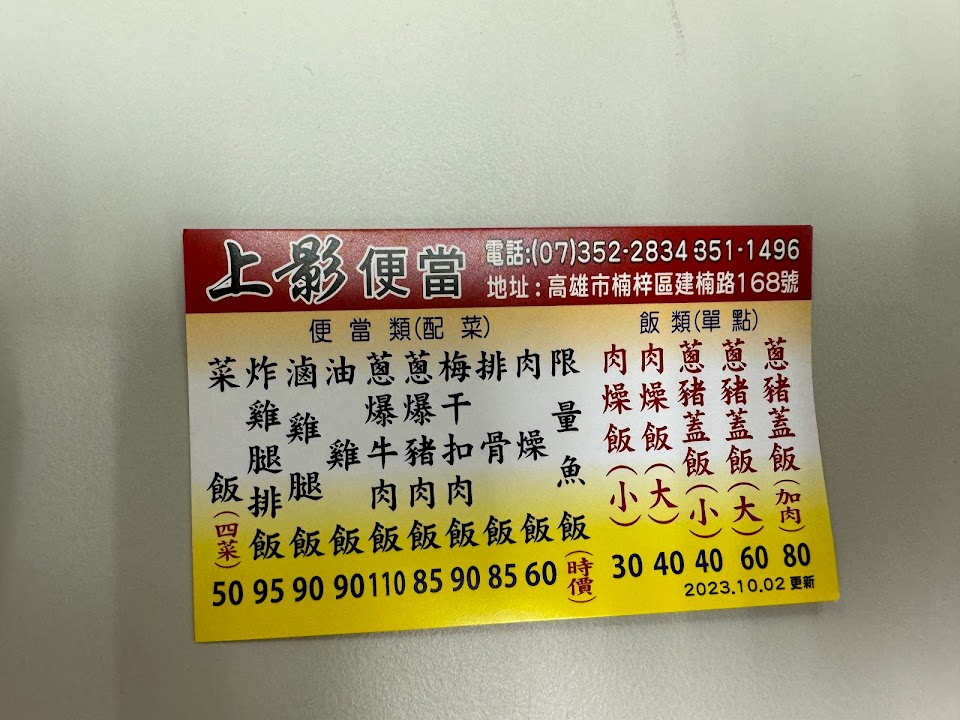 上影便當
電話:(07)352-2834 351-1496
地址：高雄市楠梓區建楠路168號
便當類(配菜)
菜飯(四菜) 50
炸雞腿排飯 95
滷雞腿飯 90
油雞飯 90
蔥爆牛肉飯 110
蔥爆豬肉飯 85
梅干扣肉飯 90
排骨飯 85
肉燥飯 60
限量魚飯(時價)
飯類(單點)
肉燥飯(小) 30
肉燥飯(大) 40
蔥豬蓋飯(小) 40
蔥豬蓋飯(大) 60
蔥豬蓋飯(加肉) 80
2023.10.02更新